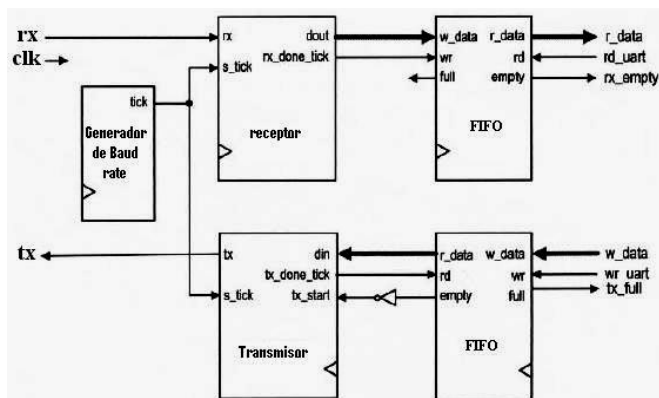 rx
clk
rx
dout
rx_done_tick
s_tick
receptor
w_data
r_data
wr
rd
full
empty
FIFO
r_data
rd_uart
rx_empty
tick
Generador
de Baud
rate
tx
tx
din
tx_done_tick
s_tick
tx_start
Transmisor
r_data
w_data
rd
wr
empty
full
FIFO
w_data
wr_uart
tx_full